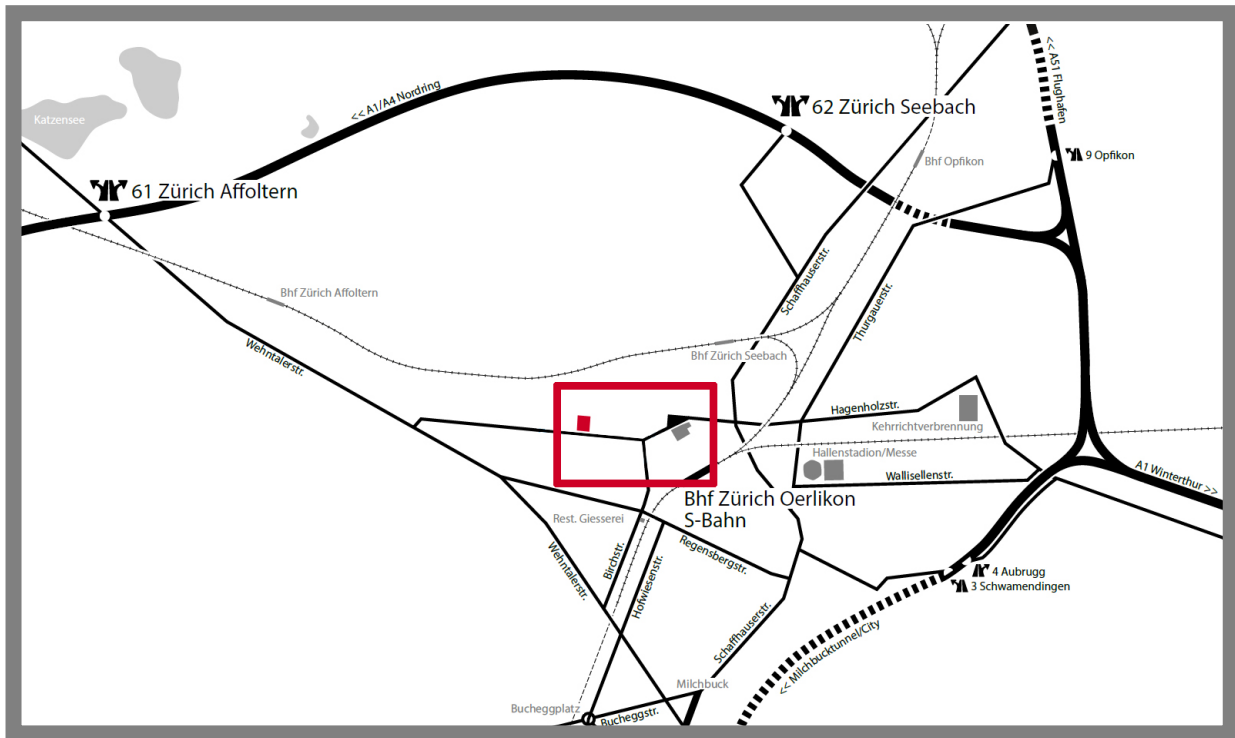 << A51 Flughafen
<< A1/A4 Nordring
62 Zürich Seebach
Katzensee
Bhf Opfikon
9 Opfikon
61 Zürich Affoltern
Schaffhauserstr.
Bhf Zürich Affoltern
Thurgauerstr.
Wehntalerstr.
Bhf Zürich Seebach
Hagenholzstr.
Kehrrichtverbrennung
Hallenstadion/Messe
Wallisellenstr.
A1 Winterthur >>
Bhf Zürich Oerlikon
S-Bahn
Rest. Giesserei
Regensbergstr.
Birchstr.
Wehntalerstr.
Hofwiesenstr.
4 Aubrugg
3 Schwamendingen
Schaffhauserstr.
<< Milchbucktunnel/City
Milchbuck
Bucheggplatz
Bucheggstr.